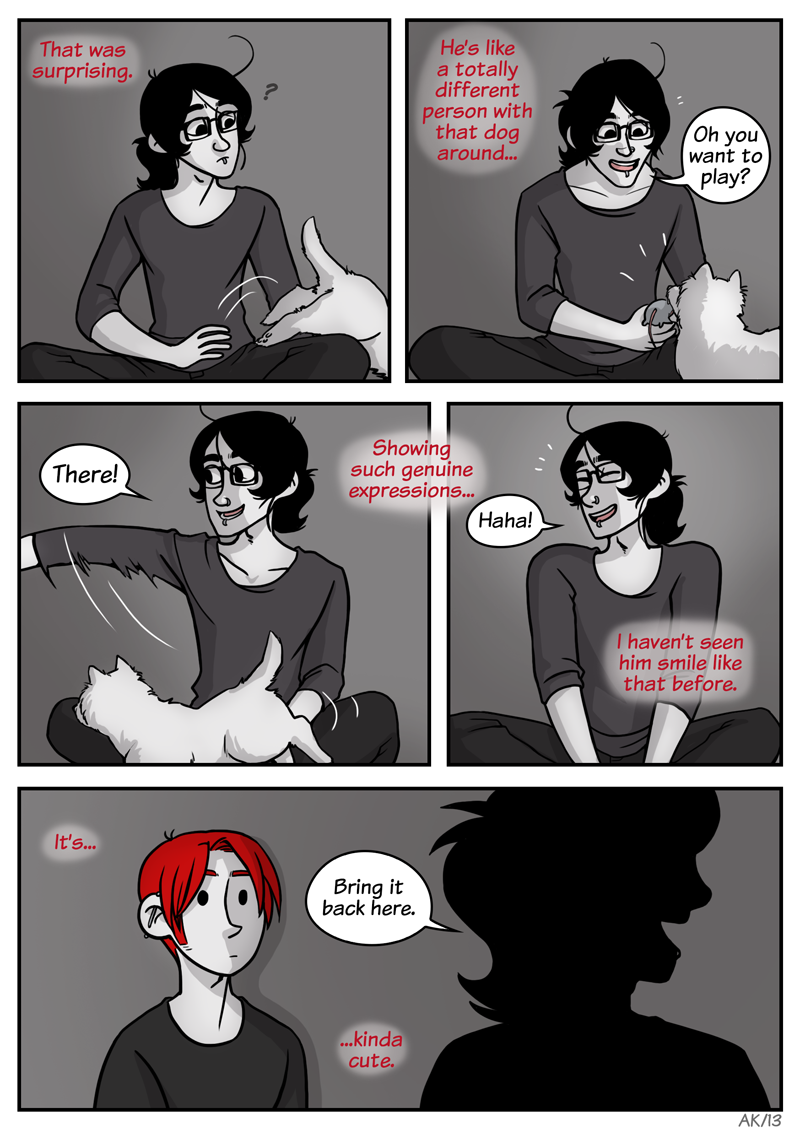 That was
surprising.
?
He's like
a totally
different
person with
that dog
around...
Oh you
want to
play?
There!
Showing
such genuine
expressions...
Haha!
I haven't seen
him smile like
that before.
It's...
Bring it
back here.
...kinda
cute.
AK/13